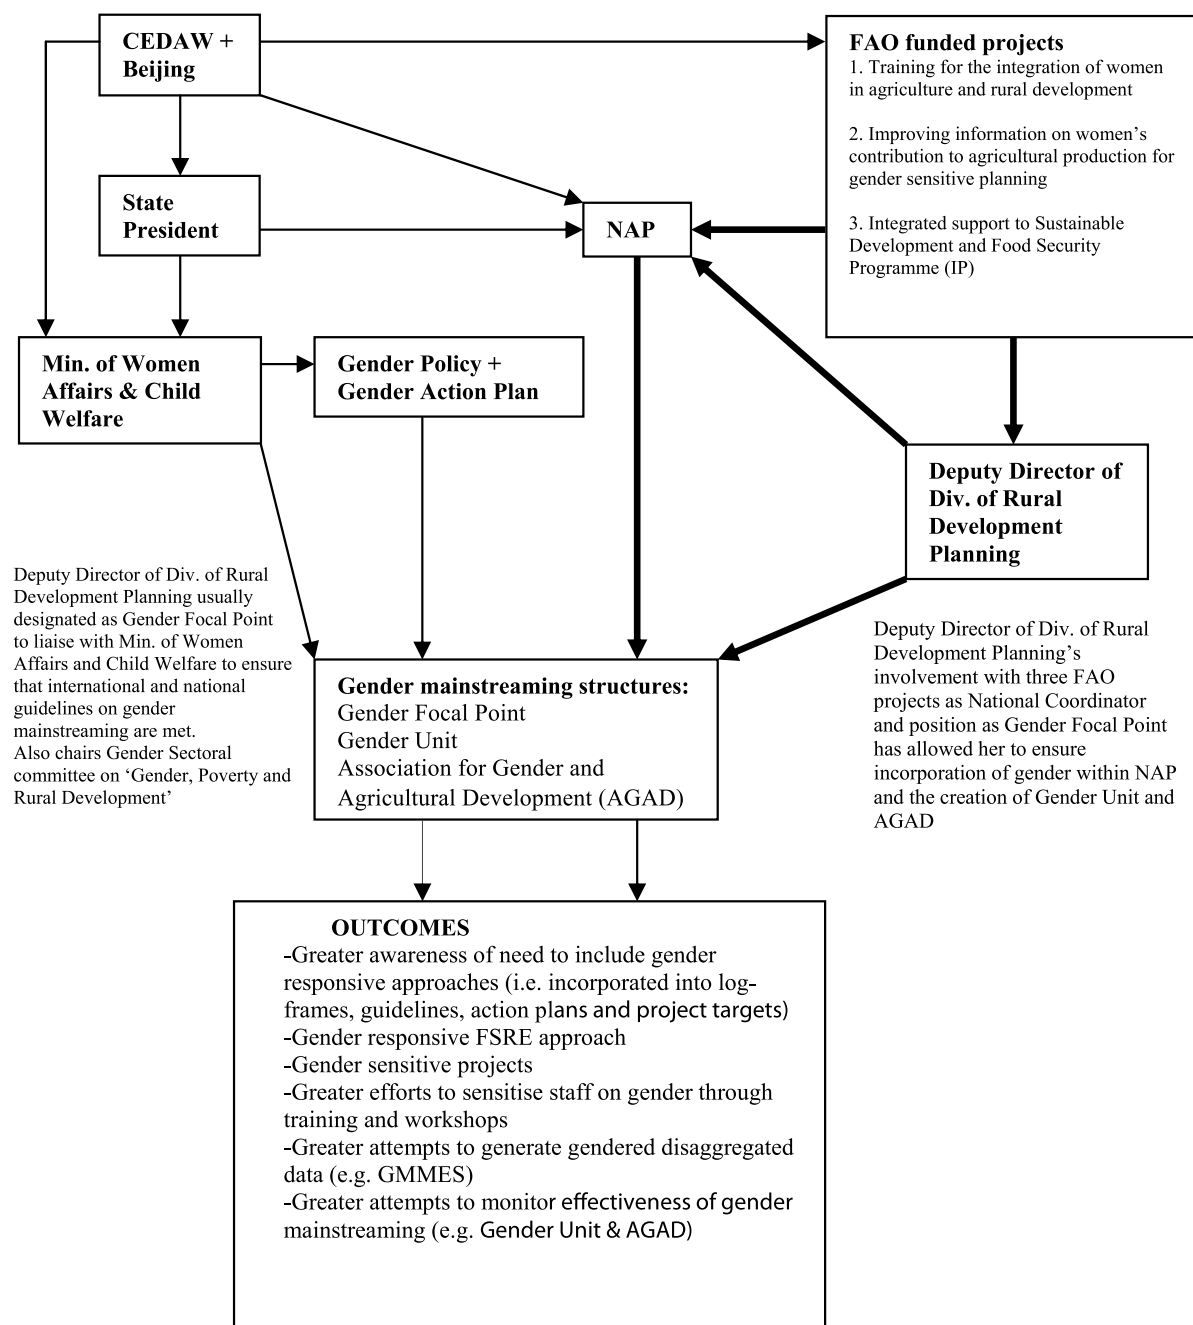 CEDAW +
Beijing
FAO funded projects
1. Training for the integration of women
in agriculture and rural development
2. Improving information on women’s
contribution to agricultural production for
gender sensitive planning
3. Integrated support to Sustainable
Development and Food Security
Programme (IP)
State
President
NAP
Min. of Women
Affairs & Child
Welfare
Gender Policy +
Gender Action Plan
Deputy Director of
Div. of Rural
Development
Planning
Deputy Director of Div. of Rural
Development Planning usually
designated as Gender Focal Point
to liaise with Min. of Women
Affairs and Child Welfare to ensure
that international and national
guidelines on gender
mainstreaming are met.
Also chairs Gender Sectoral
committee on ‘Gender, Poverty and
Rural Development’
Gender mainstreaming structures:
Gender Focal Point
Gender Unit
Association for Gender and
Agricultural Development (AGAD)
Deputy Director of Div. of Rural
Development Planning’s
involvement with three FAO
projects as National Coordinator
and position as Gender Focal Point
has allowed her to ensure
incorporation of gender within NAP
and the creation of Gender Unit and
AGAD
OUTCOMES
-Greater awareness of need to include gender
responsive approaches (i.e. incorporated into log-
frames, guidelines, action plans and project targets)
-Gender responsive FSRE approach
-Gender sensitive projects
-Greater efforts to sensitise staff on gender through
training and workshops
-Greater attempts to generate gendered disaggregated
data (e.g. GMMES)
-Greater attempts to monitor effectiveness of gender
mainstreaming (e.g. Gender Unit & AGAD)